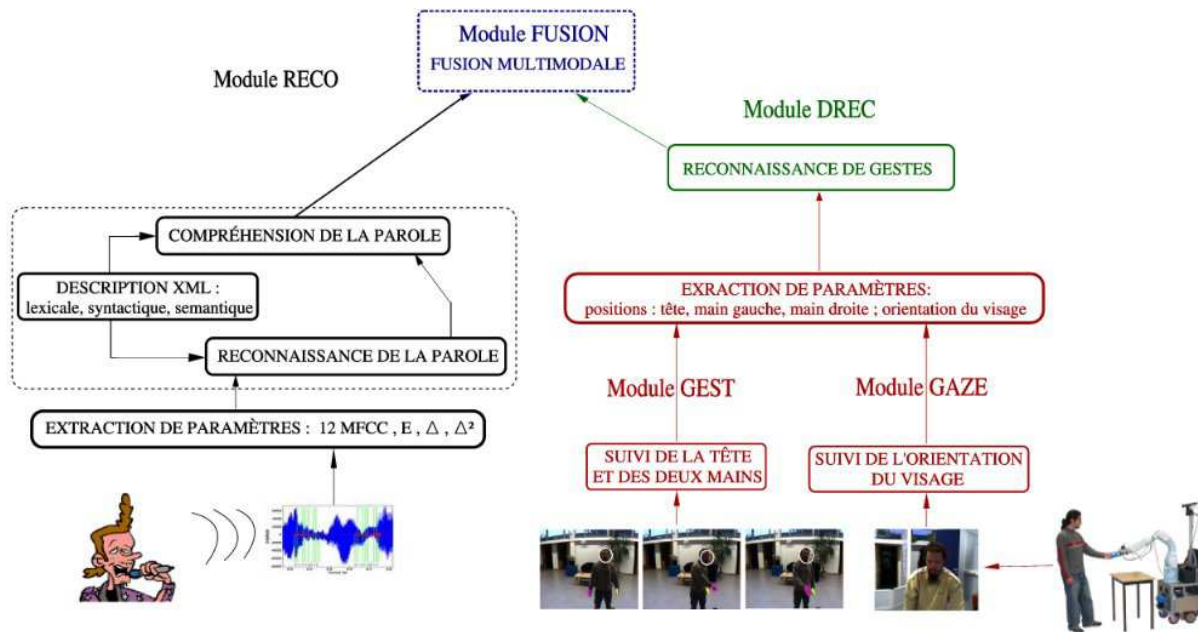 Module FUSION
FUSION MULTIMODALE
Module RECO
Module DREC
RECONNAISSANCE DE GESTES
COMPRÉHENSION DE LA PAROLE
DESCRIPTION XML :
lexicale, syntactique, semantique
RECONNAISSANCE DE LA PAROLE
EXTRACTION DE PARAMÈTRES : 12 MFCC , E , Δ , Δ²
EXRACTION DE PARAMÈTRES:
positions : tête, main gauche, main droite ; orientation du visage
Module GEST
Module GAZE
SUIVI DE LA TÊTE
ET DES DEUX MAINS
SUIVI DE L'ORIENTATION
DU VISAGE